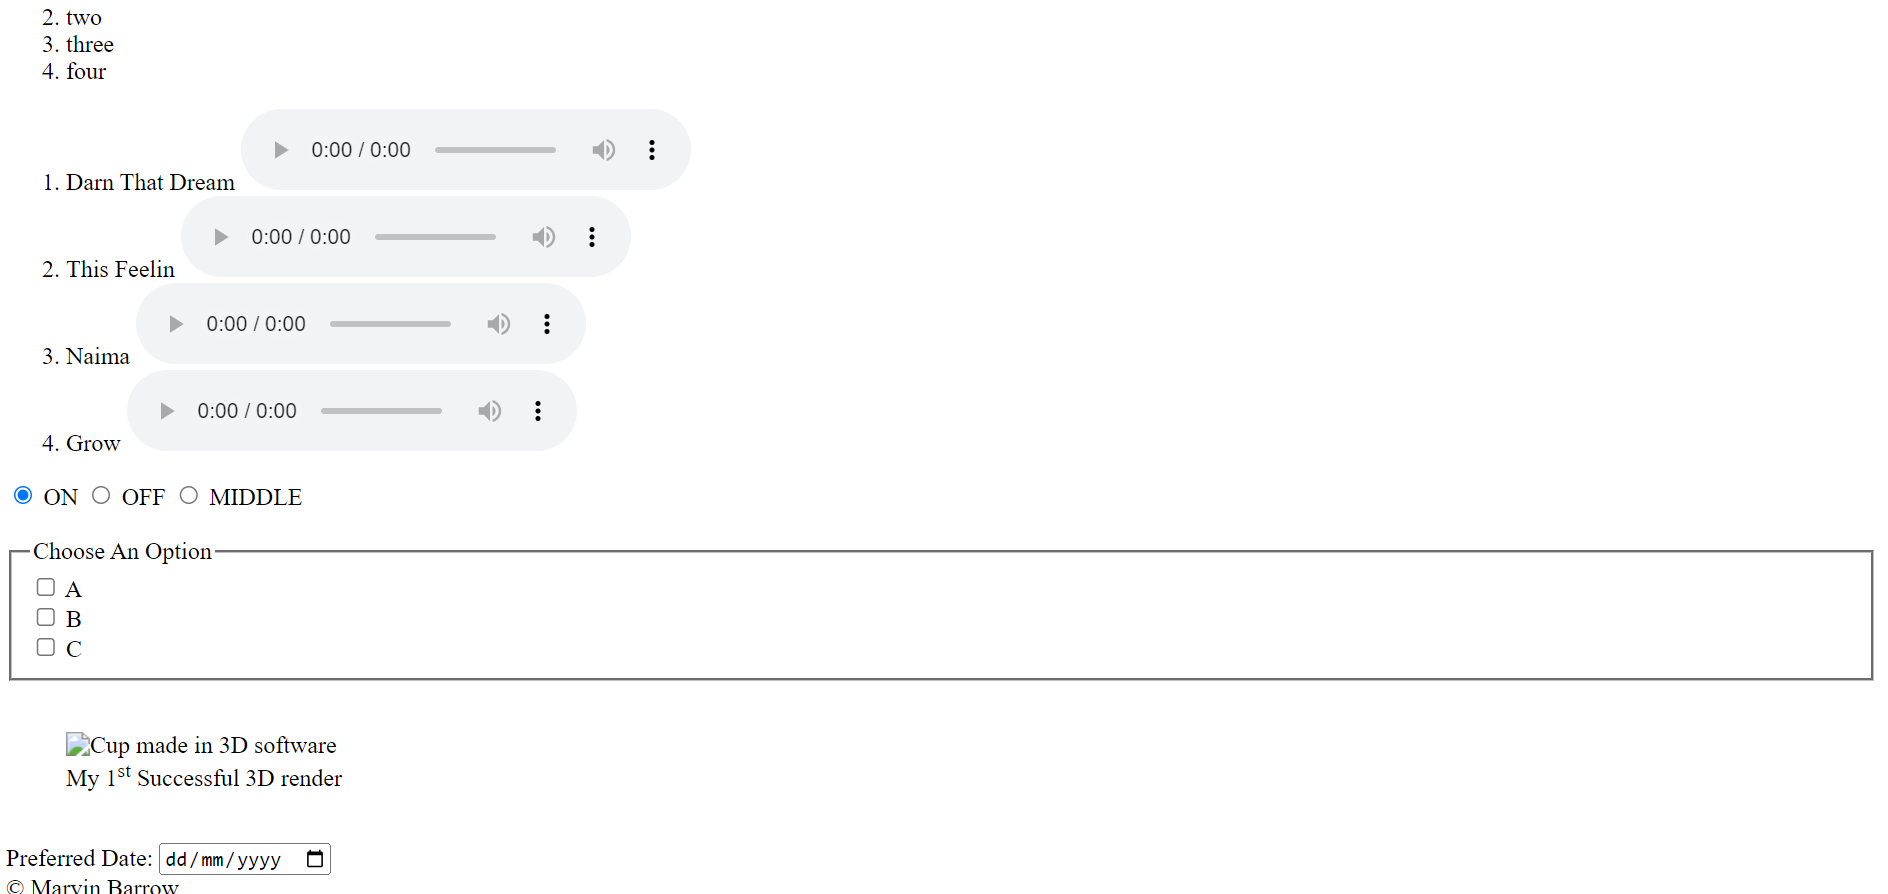 2. two
3. three
4. four
0:00 / 0:00
1. Darn That Dream
0:00 / 0:00
2. This Feelin
0:00 / 0:00
3. Naima
0:00 / 0:00
4. Grow
ON OFF MIDDLE
Choose An Option
A
B
C
Cup made in 3D software
My 1st Successful 3D render
Preferred Date: dd/mm/yyyy
© Marvin Barrow